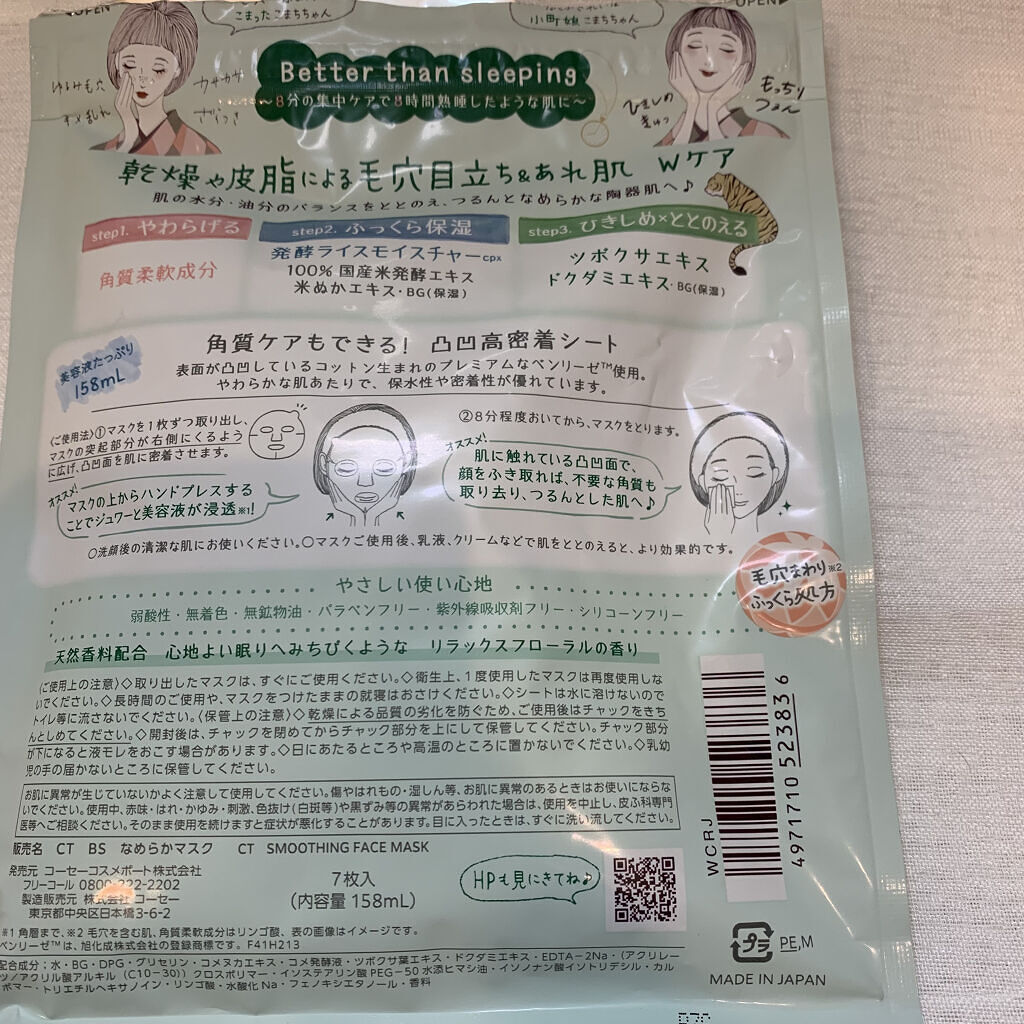 OPEN
こまったこまちちゃん
小町娘こまちちゃん
OPEN▶
ゆるみ毛穴
カサカサ
キメ乱れ
ざらつき
Better than sleeping
〜8分の集中ケアで8時間熟睡したような肌に〜
ひきしめ
もっちり
つるん
乾燥や皮脂による毛穴目立ち&あれ肌 Wケア
肌の水分・油分のバランスをととのえ、つるんとなめらかな陶器肌へ♪
step1. やわらげる
角質柔軟成分
step2. ふっくら保湿
発酵ライスモイスチャーcpx
100%国産米発酵エキス
米ぬかエキス・BG(保湿)
step3. ひきしめ×ととのえる
ツボクサエキス
ドクダミエキス・BG(保湿)
美容液たっぷり
158mL
角質ケアもできる! 凸凹高密着シート
表面が凸凹しているコットン生まれのプレミアムなベンリーゼ™使用。
やわらかな肌あたりで、保水性や密着性が優れています。
〈ご使用法〉①マスクを1枚ずつ取り出し、
マスクの突起部分が右側にくるよう
に広げ、凸凹面を肌に密着させます。
オススメ!
マスクの上からハンドプレスする
ことでジュワーと美容液が浸透※1!
②8分程度おいてから、マスクをとります。
オススメ!
肌に触れている凸凹面で、
顔をふき取れば、不要な角質も
取り去り、つるんとした肌へ♪
○洗顔後の清潔な肌にお使いください。○マスクご使用後、乳液、クリームなどで肌をととのえると、より効果的です。
毛穴まわり※2
ふっくら処方
やさしい使い心地
弱酸性・無着色・無鉱物油・パラベンフリー・紫外線吸収剤フリー・シリコーンフリー
天然香料配合 心地よい眠りへみちびくような リラックスフローラルの香り
〈ご使用上の注意〉◇取り出したマスクは、すぐにご使用ください。◇衛生上、1度使用したマスクは再度使用しな
いでください。◇長時間のご使用や、マスクをつけたままの就寝はおさけください。◇シートは水に溶けないので
トイレ等に流さないでください。〈保管上の注意〉◇乾燥による品質の劣化を防ぐため、ご使用後はチャックをきち
んとしめてください。◇開封後は、チャックを閉めてからチャック部分を上にして保管してください。チャック部分
が下になると液モレをおこす場合があります。◇日にあたるところや高温のところに置かないでください。◇乳幼
児の手の届かないところに保管してください。
お肌に異常が生じていないかよく注意して使用してください。傷やはれもの・湿しん等、お肌に異常のあるときはお使いにならな
いでください。使用中、赤味・はれ・かゆみ・刺激、色抜け(白斑等)や黒ずみ等の異常があらわれた場合は、使用を中止し、皮ふ科専門
医等へご相談ください。そのまま使用を続けますと症状が悪化することがあります。目に入ったときは、すぐに洗い流してください。
販売名 CT BS なめらかマスク CT SMOOTHING FACE MASK
発売元 コーセーコスメポート株式会社
フリーコール 0800-222-2202
製造販売元 株式会社 コーセー
東京都中央区日本橋3-6-2
7枚入
(内容量 158mL)
HPも見にきてね♪
WCRJ
4971710 523836
※1 角層まで、※2 毛穴を含む肌、角質柔軟成分はリンゴ酸、表の画像はイメージです。
ベンリーゼ™は、旭化成株式会社の登録商標です。F41H213
配合成分:水・BG・DPG・グリセリン・コメヌカエキス・コメ発酵液・ツボクサ葉エキス・ドクダミエキス・EDTA-2Na・(アクリレー
ツ/アクリル酸アルキル(C10-30))クロスポリマー・イソステアリン酸PEG-50水添ヒマシ油・イソノナン酸イソトリデシル・カル
ボマー・トリエチルヘキサノイン・リンゴ酸・水酸化Na・フェノキシエタノール・香料
プラ PE,M
MADE IN JAPAN